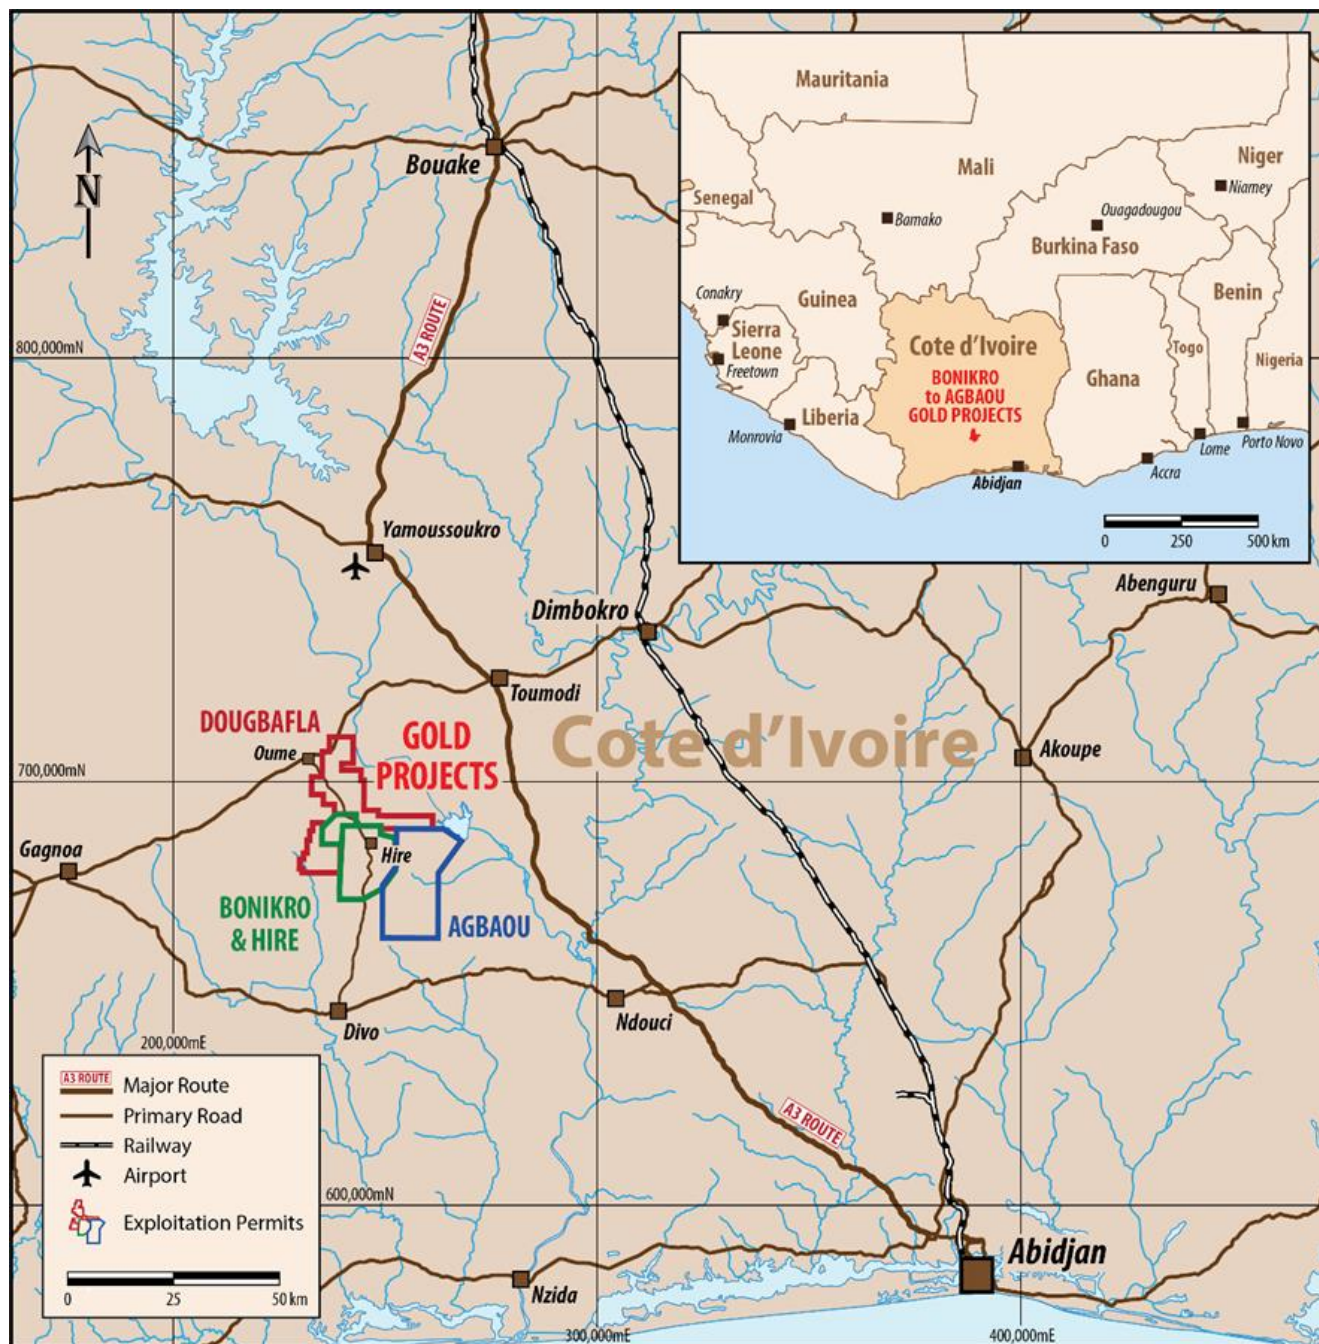 Mauritania
Mali
Niger
Niamey
Senegal
Bamako
Ouagadougou
Burkina Faso
Conakry
Guinea
Benin
Sierra
Leone
Freetown
Cote d'Ivoire
BONIKRO
to AGBAOU
GOLD PROJECTS
Togo
Ghana
Nigeria
Liberia
Monrovia
Lome
Porto Novo
Accra
Abidjan
0 250 500 km
N
Bouake
A3 ROUTE
800,000mN
Yamoussoukro
Abenguru
Dimbokro
Toumodi
DOUGBAFLA
Oume
GOLD
PROJECTS
Cote d'Ivoire
Akoupe
700,000mN
Gagnoa
Hire
BONIKRO
& HIRE
AGBAOU
Ndouci
Divo
200,000mE
A3 ROUTE
A3 ROUTE
Major Route
Primary Road
Railway
Airport
Exploitation Permits
0 25 50 km
600,000mN
Abidjan
Nzida
300,000mE
400,000mE